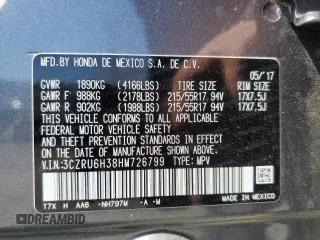 MFD.BY HONDA DE MEXICO S.A. DE C.V.
05/17
GVWR 1890KG (4166LBS) TIRE SIZE RIM SIZE
GAWR F 988KG (2178LBS) 215/55R17 94V 17X7.5J
GAWR R 902KG (1988LBS) 215/55R17 94V 17X7.5J
THIS VEHICLE CONFORMS TO ALL APPLICABLE
FEDERAL MOTOR VEHICLE SAFETY AND
THEFT PREVENTION STANDARDS IN EFFECT ON
THE DATE OF MANUFACTURE SHOWN ABOVE.
V.I.N:3CZRU6H38HM726799 TYPE: MPV
T7X H AA6 -NH797M -A -M
MADE IN MEXICO